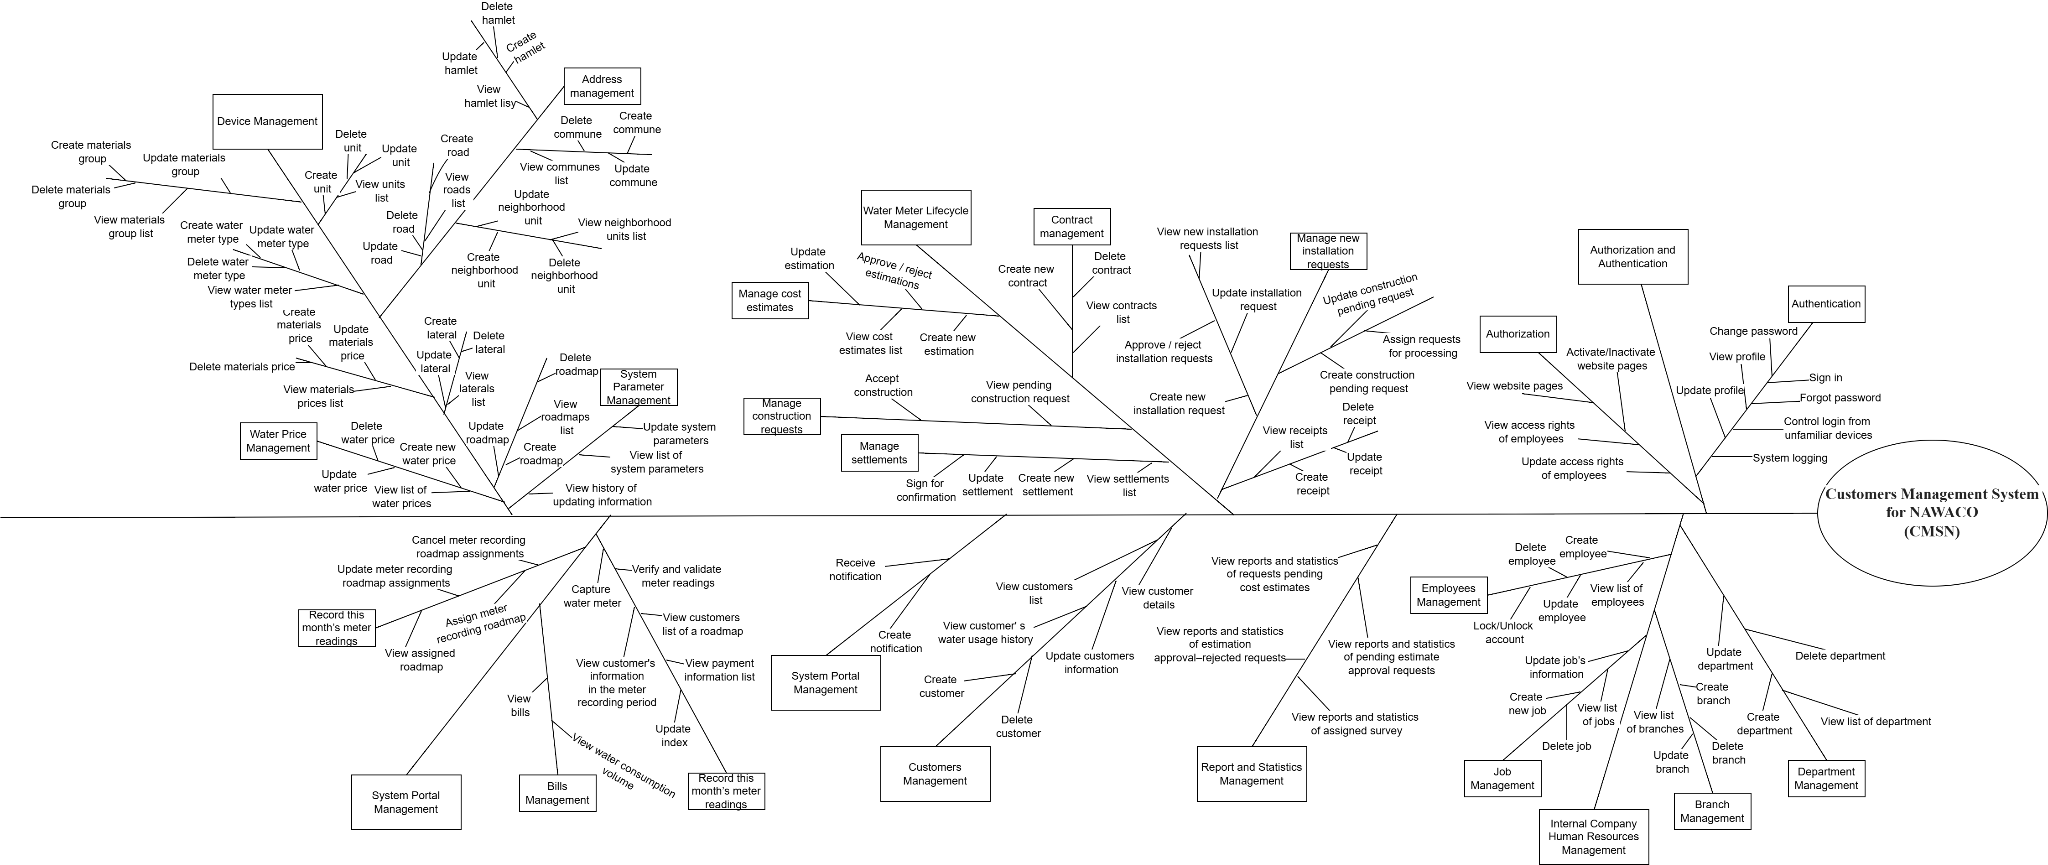 Delete
hamlet
Create
hamlet
Update
hamlet
View
hamlet lisy
Address
management
Delete
commune
Create
commune
View communes
list
Update
commune
Device Management
Create materials
group
Update materials
group
Delete materials
group
View materials
group list
Delete
unit
Update
unit
Create
unit
View units
list
Create
road
View
roads
list
Delete
road
Update
road
Update
neighborhood
unit
View neighborhood
units list
Create
neighborhood
unit
Delete
neighborhood
unit
Create water
meter type
Update water
meter type
Delete water
meter type
View water meter
types list
Create
materials
price
Update
materials
price
Delete materials price
View materials
prices list
Create
lateral
Delete
lateral
Update
lateral
View
laterals
list
Delete
roadmap
View
roadmaps
list
Update
roadmap
Create
roadmap
System
Parameter
Management
Update system
parameters
View list of
system parameters
View history of
updating information
Water Price
Management
Delete
water price
Create new
water price
Update
water price
View list of
water prices
Water Meter Lifecycle
Management
Contract
management
Create new
contract
Delete
contract
View contracts
list
Manage cost
estimates
Update
estimation
Approve / reject
estimations
View cost
estimates list
Create new
estimation
Manage
construction
requests
Accept
construction
View pending
construction request
Manage
settlements
Sign for
confirmation
Update
settlement
Create new
settlement
View settlements
list
Manage new
installation
requests
View new installation
requests list
Update installation
request
Approve / reject
installation requests
Create new
installation request
Update construction
pending request
Assign requests
for processing
Create construction
pending request
Delete
receipt
View receipts
list
Update
receipt
Create
receipt
Authorization and
Authentication
Authorization
Activate/Inactivate
website pages
View website pages
View access rights
of employees
Update access rights
of employees
Authentication
Change password
View profile
Update profile
Sign in
Forgot password
Control login from
unfamiliar devices
System logging
Customers Management System
for NAWACO
(CMSN)
Cancel meter recording
roadmap assignments
Update meter recording
roadmap assignments
Record this
month's meter
readings
Assign meter
recording roadmap
View assigned
roadmap
System Portal
Management
View
bills
View water consumption
volume
Bills
Management
Capture
water meter
Verify and validate
meter readings
View customers
list of a roadmap
View customer's
information
in the meter
recording period
View payment
information list
Update
index
Record this
month's meter
readings
Receive
notification
Create
notification
System Portal
Management
View customers
list
View customer
details
View customer' s
water usage history
Update customers
information
Create
customer
Delete
customer
Customers
Management
View reports and statistics
of requests pending
cost estimates
View reports and statistics
of estimation
approval–rejected requests
View reports and statistics
of pending estimate
approval requests
View reports and statistics
of assigned survey
Report and Statistics
Management
Employees
Management
Delete
employee
Create
employee
Lock/Unlock
account
Update
employee
View list of
employees
Update job's
information
Create
new job
View list
of jobs
Delete job
Job
Management
Internal Company
Human Resources
Management
View list
of branches
Create
branch
Update
branch
Delete
branch
Branch
Management
Update
department
Delete department
Create
department
View list of department
Department
Management